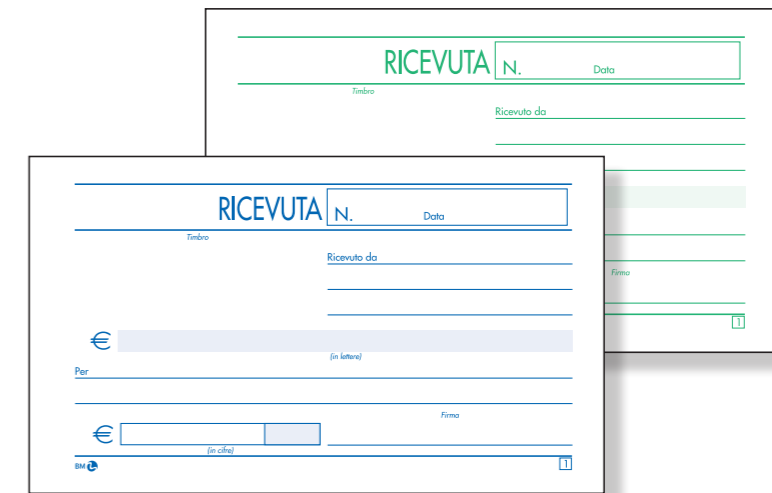 RICEVUTA N. Data
Timbro
Ricevuto da
Firma
1
RICEVUTA N. Data
Timbro
Ricevuto da
€
(in lettere)
Per
Firma
€
(in cifre)
BM
1